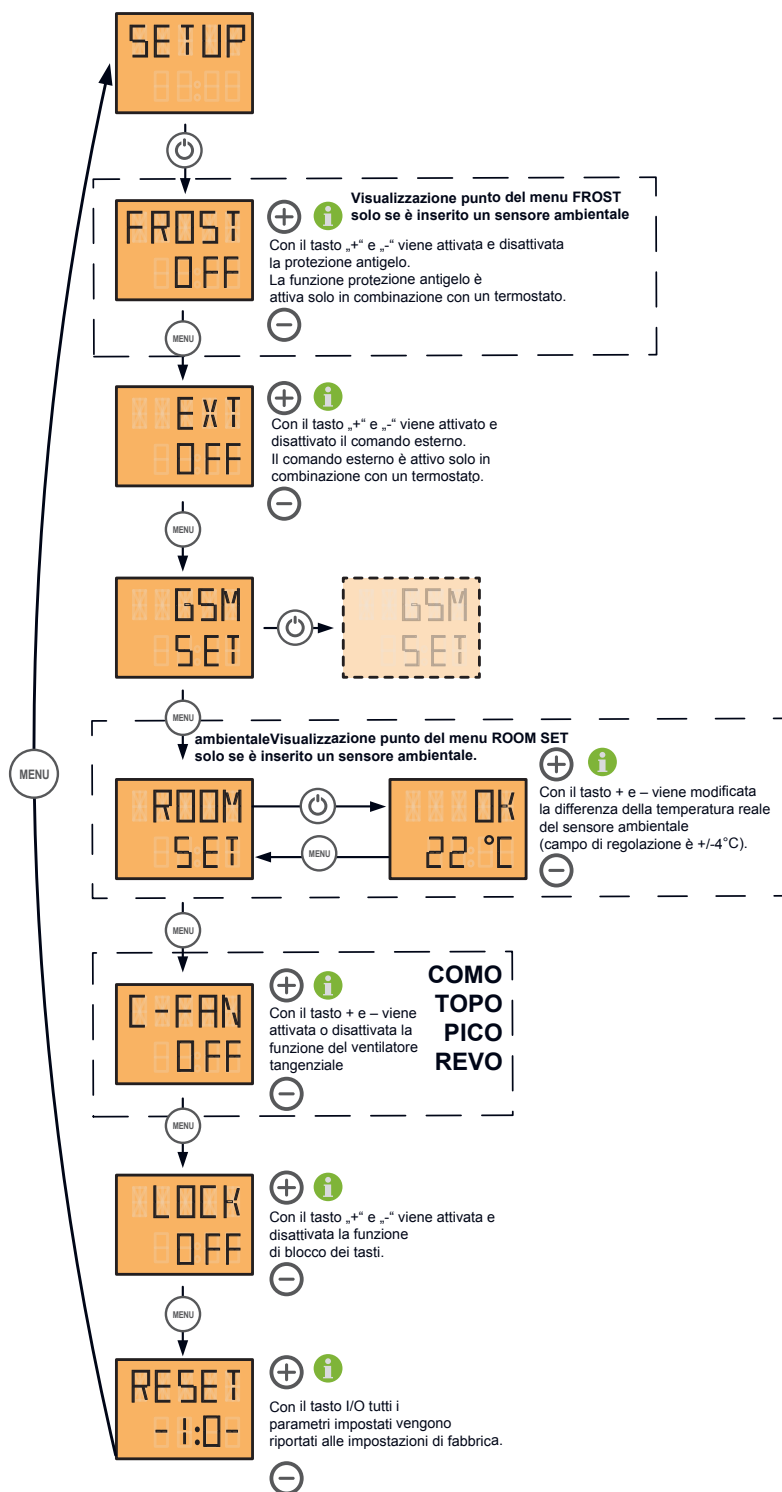 SETUP
Visualizzazione punto del menu FROST
solo se è inserito un sensore ambientale
FROST
OFF
Con il tasto „+“ e „-“ viene attivata e disattivata
la protezione antigelo.
La funzione protezione antigelo è
attiva solo in combinazione con un termostato.
MENU
EXT
OFF
Con il tasto „+“ e „-“ viene attivato e
disattivato il comando esterno.
Il comando esterno è attivo solo in
combinazione con un termostato.
MENU
GSM
SET
GSM
SET
MENU
ambientaleVisualizzazione punto del menu ROOM SET
solo se è inserito un sensore ambientale.
MENU
ROOM
SET
MENU
OK
22 °C
Con il tasto + e – viene modificata
la differenza della temperatura reale
del sensore ambientale
(campo di regolazione è +/-4°C).
MENU
C-FAN
OFF
Con il tasto + e – viene
attivata o disattivata la
funzione del ventilatore
tangenziale
COMO
TOPO
PICO
REVO
MENU
LOCK
OFF
Con il tasto „+“ e „-“ viene attivata e
disattivata la funzione
di blocco dei tasti.
MENU
RESET
-1:0-
Con il tasto I/O tutti i
parametri impostati vengono
riportati alle impostazioni di fabbrica.